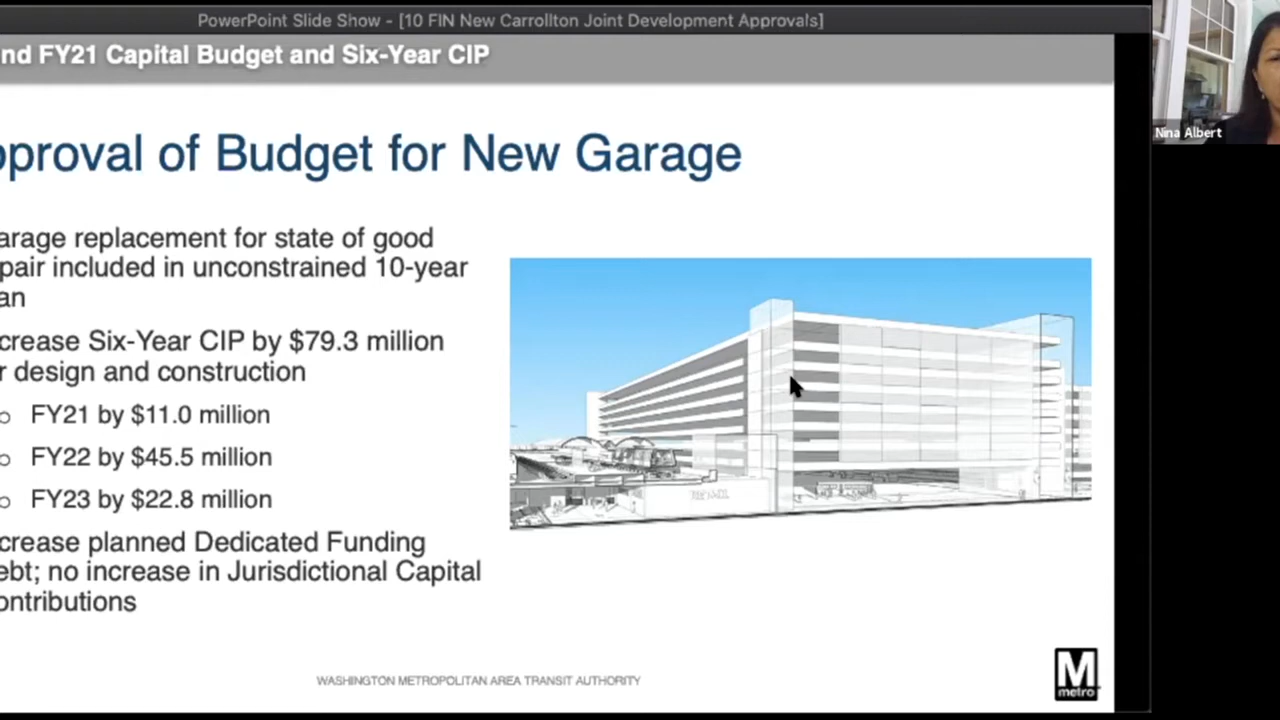 PowerPoint Slide Show - [10 FIN New Carrollton Joint Development Approvals]
nd FY21 Capital Budget and Six-Year CIP
Nina Albert
pproval of Budget for New Garage
arage replacement for state of good
pair included in unconstrained 10-year
an
crease Six-Year CIP by $79.3 million
r design and construction
o FY21 by $11.0 million
o FY22 by $45.5 million
o FY23 by $22.8 million
crease planned Dedicated Funding
ebt; no increase in Jurisdictional Capital
ontributions
WASHINGTON METROPOLITAN AREA TRANSIT AUTHORITY
M
metro